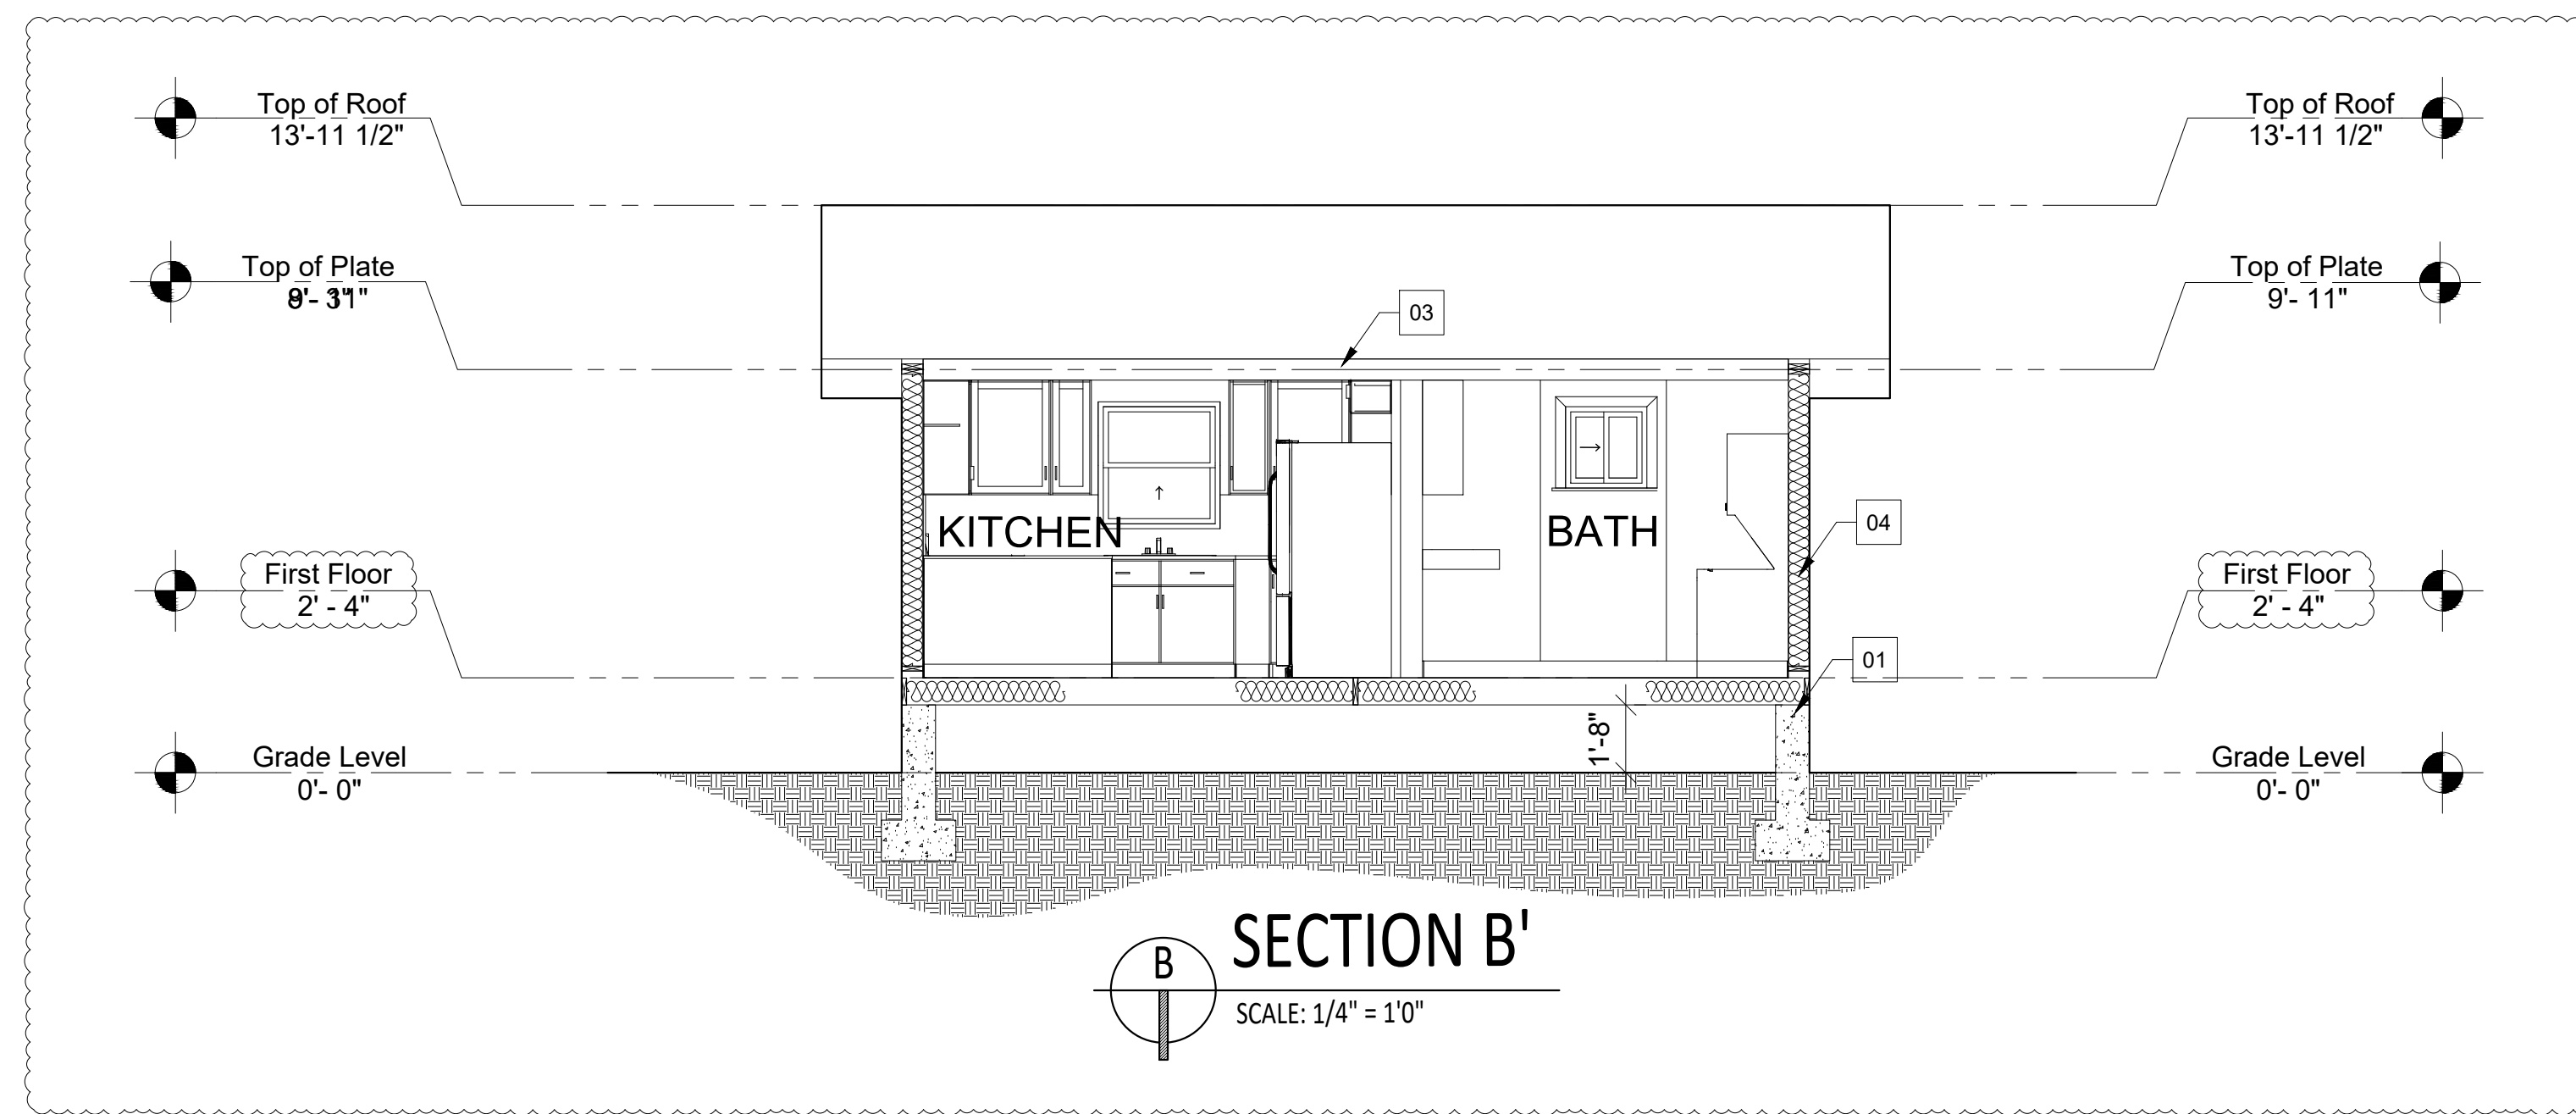 Top of Roof
13'-11 1/2"
Top of Roof
13'-11 1/2"
Top of Plate
Top of Plate
9'- 11"
03
KITCHEN
BATH
04
First Floor
2' - 4"
First Floor
2' - 4"
01
1'-8"
Grade Level
0'- 0"
Grade Level
0'- 0"
B
SECTION B'
SCALE: 1/4" = 1'0"